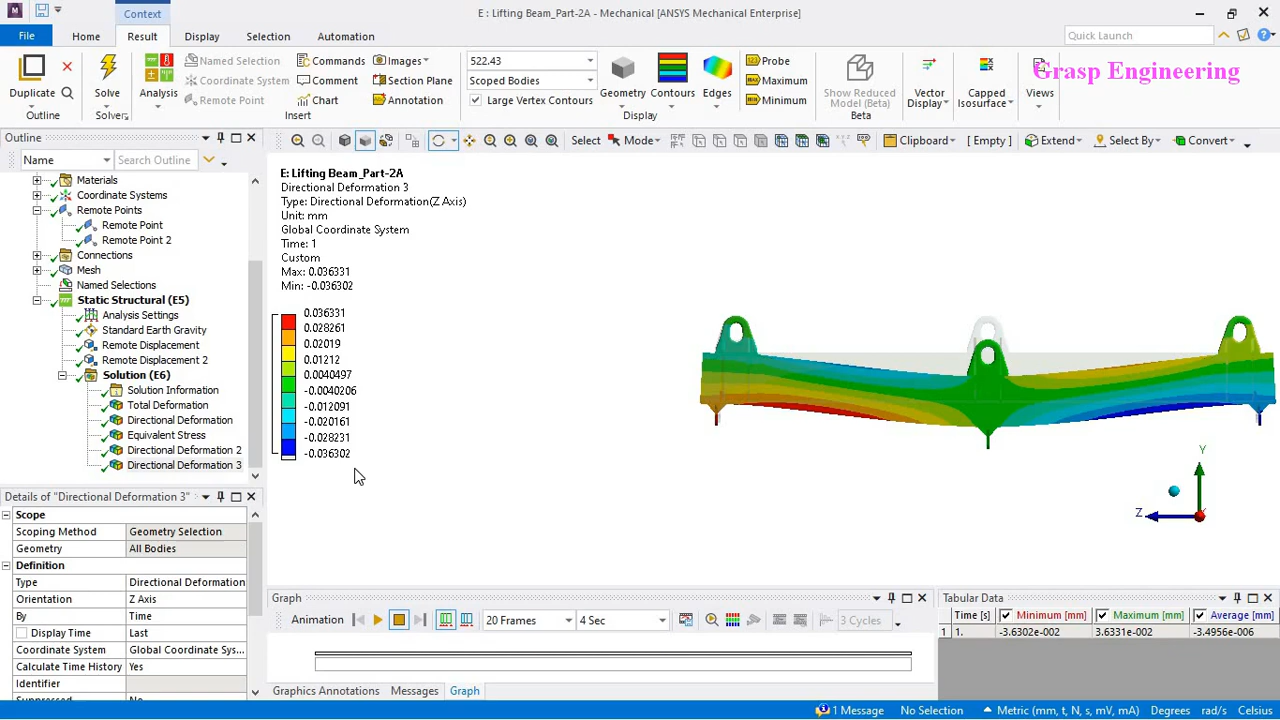 Context
E : Lifting Beam_Part-2A - Mechanical [ANSYS Mechanical Enterprise]
File
Home
Result
Display
Selection
Automation
Quick Launch
Duplicate
Outline
Solve
Solvers
Analysis
Named Selection
Coordinate System
Remote Point
Commands
Comment
Chart
Images
Section Plane
Annotation
Insert
522.43
Scoped Bodies
Large Vertex Contours
Geometry
Contours
Edges
Display
Probe
Maximum
Minimum
Show Reduced
Model (Beta)
Beta
Vector
Display
Capped
Isosurface
Views
Display
Grasp Engineering
Outline
Name
Search Outline
Select
Mode
Clipboard
[ Empty ]
Extend
Select By
Convert
Materials
Coordinate Systems
Remote Points
Remote Point
Remote Point 2
Connections
Mesh
Named Selections
Static Structural (E5)
Analysis Settings
Standard Earth Gravity
Remote Displacement
Remote Displacement 2
Solution (E6)
Solution Information
Total Deformation
Directional Deformation
Equivalent Stress
Directional Deformation 2
Directional Deformation 3
E: Lifting Beam_Part-2A
Directional Deformation 3
Type: Directional Deformation(Z Axis)
Unit: mm
Global Coordinate System
Time: 1
Custom
Max: 0.036331
Min: -0.036302
0.036331
0.028261
0.02019
0.01212
0.0040497
-0.0040206
-0.012091
-0.020161
-0.028231
-0.036302
Y
Z
X
Details of "Directional Deformation 3"
Scope
Scoping Method Geometry Selection
Geometry All Bodies
Definition
Type Directional Deformation
Orientation Z Axis
By Time
Display Time Last
Coordinate System Global Coordinate Sys...
Calculate Time History Yes
Identifier
Suppressed No
Graph
Animation
20 Frames
4 Sec
3 Cycles
Graphics Annotations
Messages
Graph
Tabular Data
Time [s] Minimum [mm] Maximum [mm] Average [mm]
1 1. -3.6302e-002 3.6331e-002 -3.4956e-006
1 Message
No Selection
Metric (mm, t, N, s, mV, mA)
Degrees
rad/s
Celsius